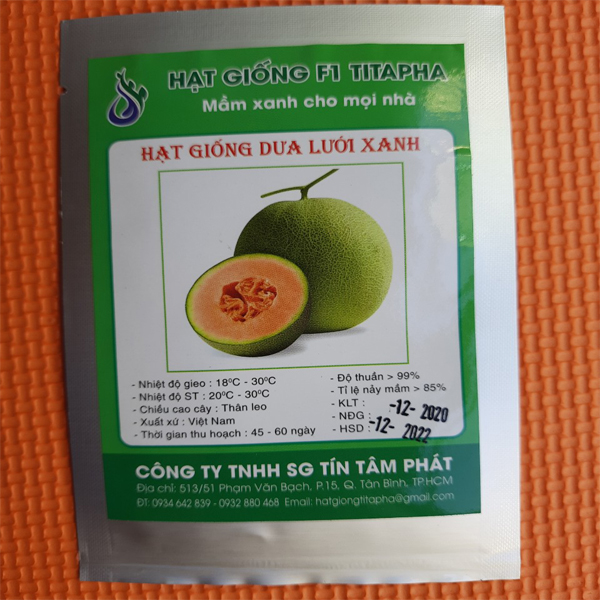 HẠT GIỐNG F1 TITAPHA
Mầm xanh cho mọi nhà
HẠT GIỐNG DƯA LƯỚI XANH
- Nhiệt độ gieo : 18⁰C - 30⁰C
- Nhiệt độ ST : 20⁰C - 30⁰C
- Chiều cao cây : Thân leo
- Xuất xứ : Việt Nam
- Thời gian thu hoạch : 45 - 60 ngày
- Độ thuần > 99%
- Tỉ lệ nảy mầm > 85%
- KLT :
- NĐG : -12- 2020
- HSD : -12- 2022
CÔNG TY TNHH SG TÍN TÂM PHÁT
Địa chỉ: 513/51 Phạm Văn Bạch, P.15, Q. Tân Bình, TP.HCM
ĐT: 0934 642 839 - 0932 880 468 Email: hatgiongtitapha@gmail.com